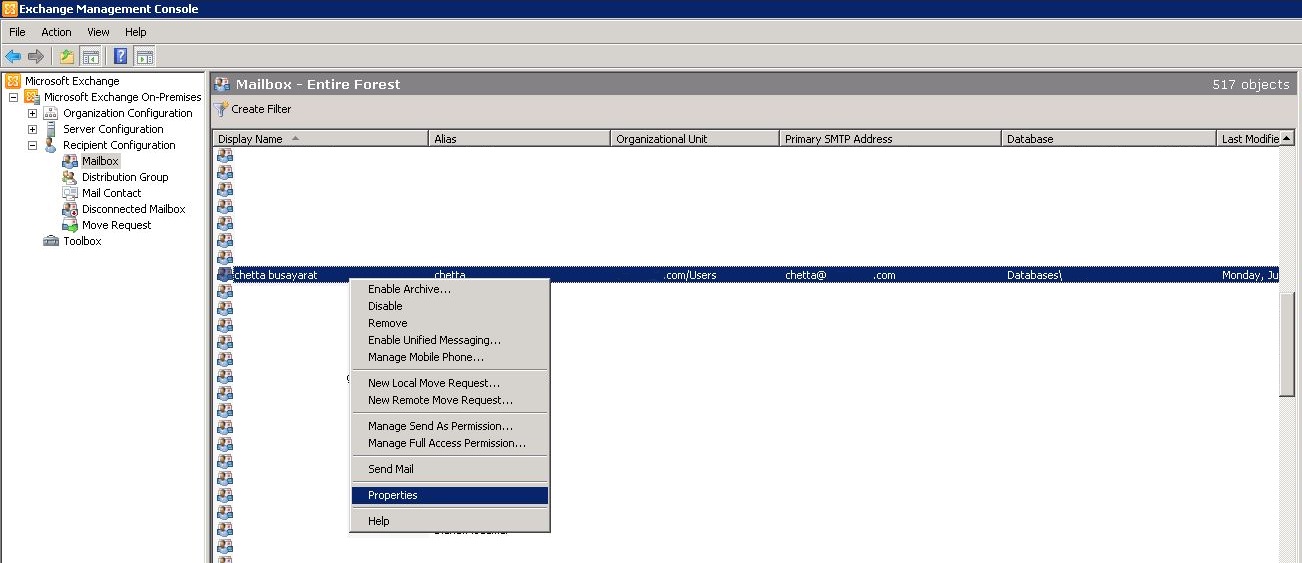 Exchange Management Console
File Action View Help
Microsoft Exchange
Microsoft Exchange On-Premises
Organization Configuration
Server Configuration
Recipient Configuration
Mailbox
Distribution Group
Mail Contact
Disconnected Mailbox
Move Request
Toolbox
Mailbox - Entire Forest 517 objects
Create Filter
Display Name Alias Organizational Unit Primary SMTP Address Database Last Modifie
chetta busayarat chetta .com/Users chetta@ .com Databases\ Monday, Ju
Enable Archive...
Disable
Remove
Enable Unified Messaging...
Manage Mobile Phone...
New Local Move Request...
New Remote Move Request...
Manage Send As Permission...
Manage Full Access Permission...
Send Mail
Properties
Help